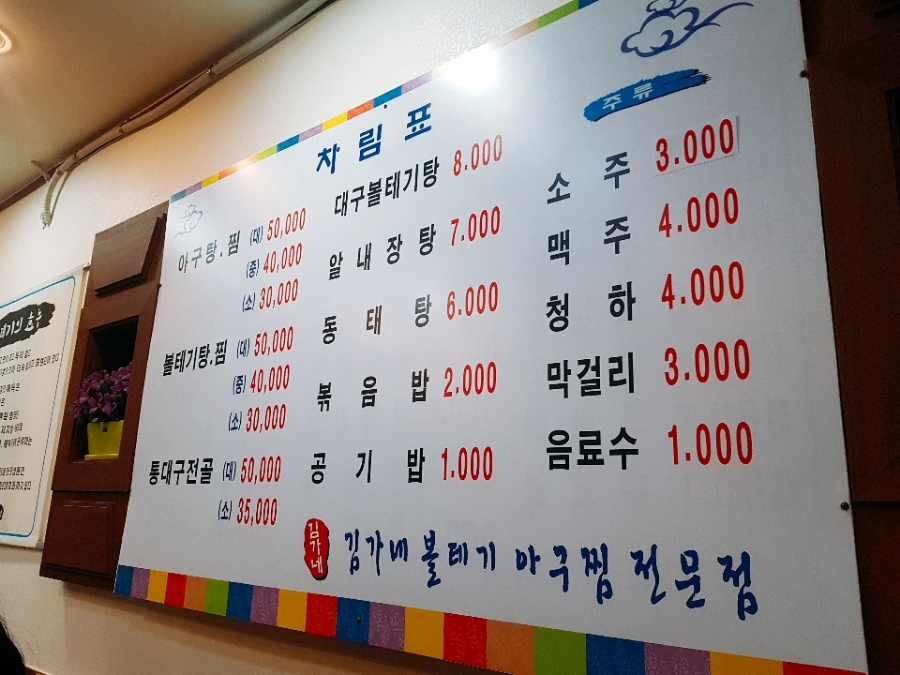 차림표
아구탕.찜 (대) 50,000
(중) 40,000
(소) 30,000
볼테기탕.찜 (대) 50,000
(중) 40,000
(소) 30,000
통대구전골 (대) 50,000
(소) 35,000
대구볼테기탕 8.000
알내장탕 7.000
동태탕 6.000
볶음밥 2.000
공기밥 1.000
주류
소주 3.000
맥주 4.000
청하 4.000
막걸리 3.000
음료수 1.000
김가네
김가네 볼테기 아구찜 전문점